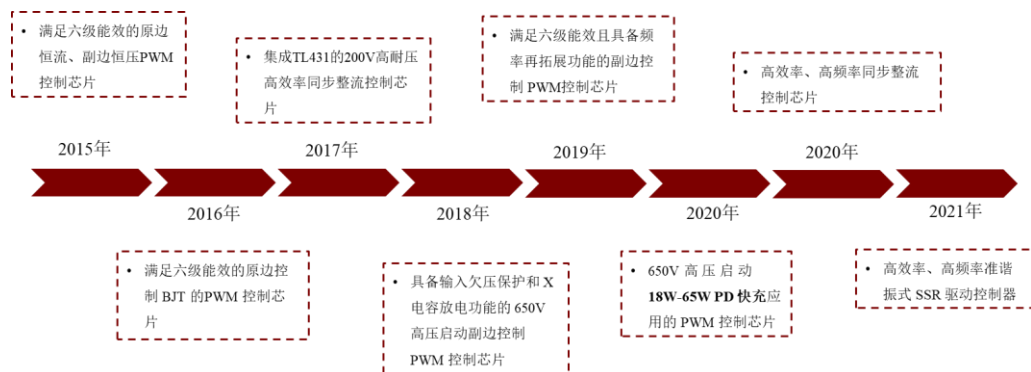 • 满足六级能效的原边
恒流、副边恒压PWM
控制芯片
• 集成TL431的200V高耐压
高效率同步整流控制芯
片
• 满足六级能效且具备频
率再拓展功能的副边控
制 PWM控制芯片
• 高效率、高频率同步整流
控制芯片
2015年
2017年
2019年
2020年
2016年
2018年
2020年
2021年
• 满足六级能效的原边控
制 BJT 的PWM 控制芯
片
• 具备输入欠压保护和 X
电容放电功能的 650V
高压启动副边控制
PWM 控制芯片
• 650V 高压启动
18W-65W PD 快充应
用的 PWM 控制芯片
• 高效率、高频率准谐
振式 SSR 驱动控制器